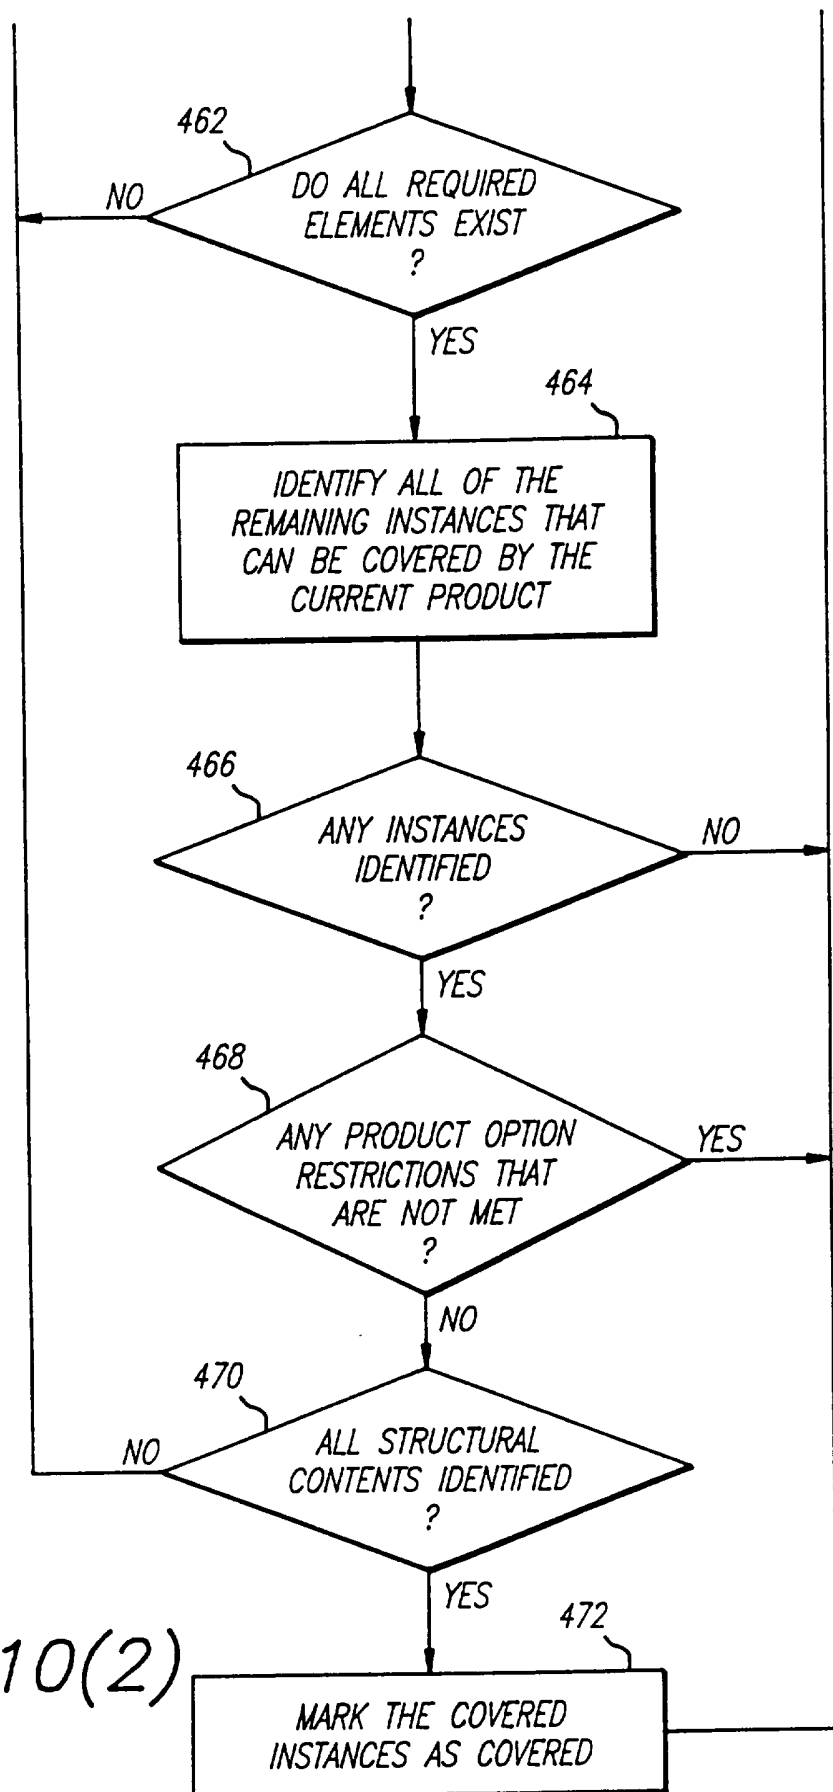 462
NO
DO ALL REQUIRED
ELEMENTS EXIST
?
YES
464
IDENTIFY ALL OF THE
REMAINING INSTANCES THAT
CAN BE COVERED BY THE
CURRENT PRODUCT
466
ANY INSTANCES
IDENTIFIED
?
NO
YES
468
ANY PRODUCT OPTION
RESTRICTIONS THAT
ARE NOT MET
?
YES
NO
470
NO
ALL STRUCTURAL
CONTENTS IDENTIFIED
?
YES
472
10(2)
MARK THE COVERED
INSTANCES AS COVERED